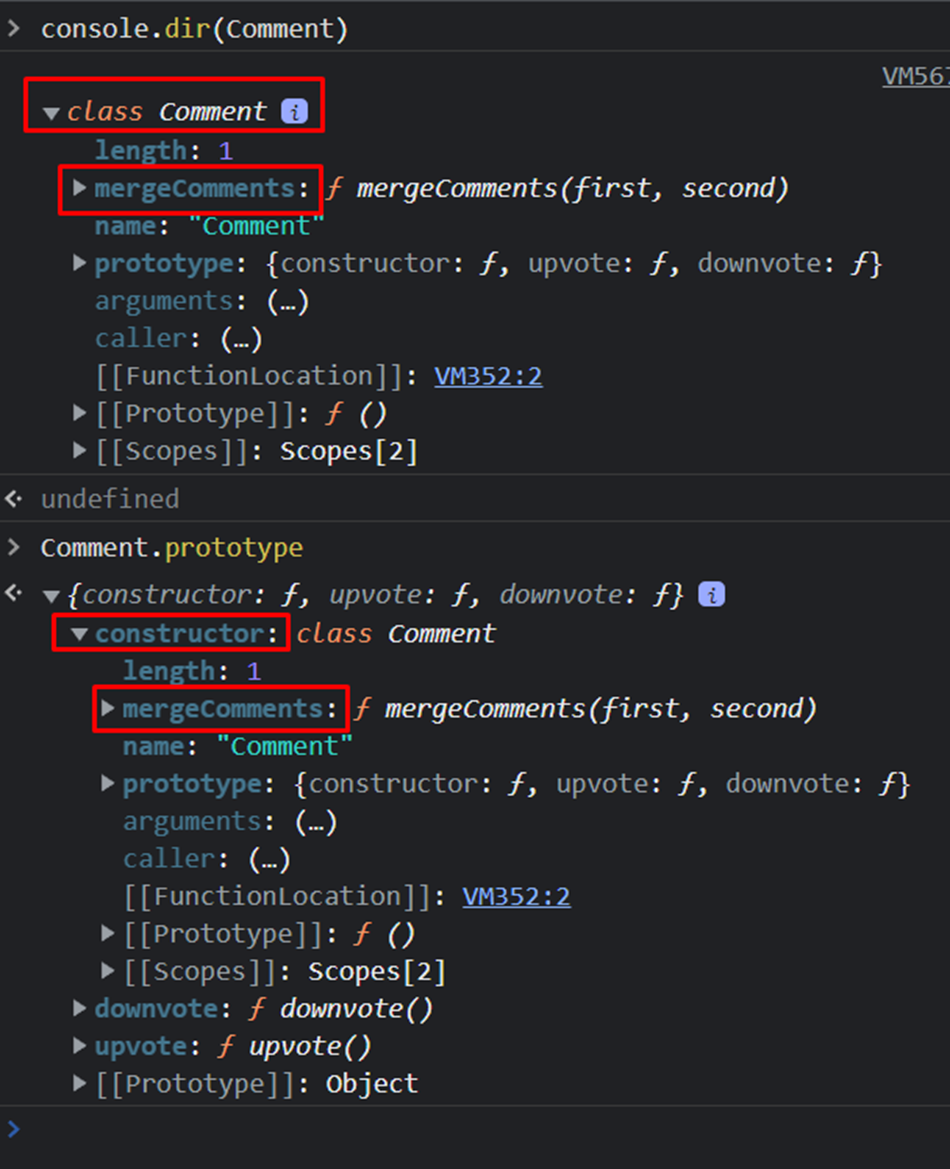 > console.dir(Comment)
VM567
▼class Comment i
length: 1
▶mergeComments: ƒ mergeComments(first, second)
name: "Comment"
▶prototype: {constructor: ƒ, upvote: ƒ, downvote: ƒ}
arguments: (…)
caller: (…)
[[FunctionLocation]]: VM352:2
▶[[Prototype]]: ƒ ()
▶[[Scopes]]: Scopes[2]
undefined
> Comment.prototype
▼{constructor: ƒ, upvote: ƒ, downvote: ƒ} i
▼constructor: class Comment
length: 1
▶mergeComments: ƒ mergeComments(first, second)
name: "Comment"
▶prototype: {constructor: ƒ, upvote: ƒ, downvote: ƒ}
arguments: (…)
caller: (…)
[[FunctionLocation]]: VM352:2
▶[[Prototype]]: ƒ ()
▶[[Scopes]]: Scopes[2]
▶downvote: ƒ downvote()
▶upvote: ƒ upvote()
▶[[Prototype]]: Object
>